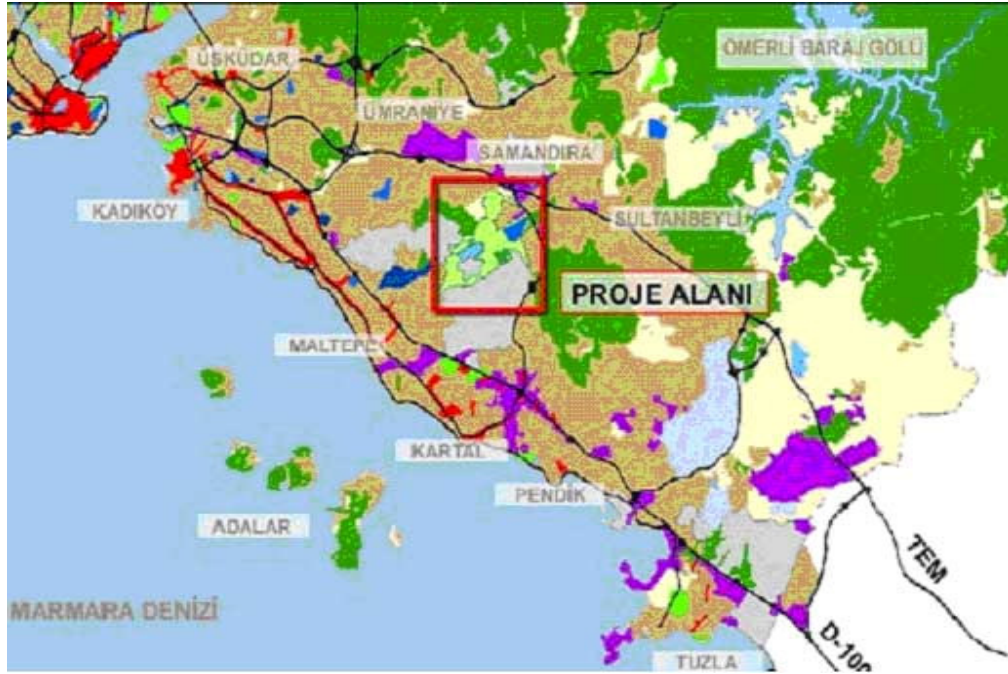 ÜSKÜDAR
ÖMERLİ BARAJ GÖLÜ
ÜMRANİYE
SAMANDIRA
KADIKÖY
SULTANBEYLİ
PROJE ALANI
MALTEPE
KARTAL
PENDİK
ADALAR
TEM
MARMARA DENİZİ
D-100
TUZLA